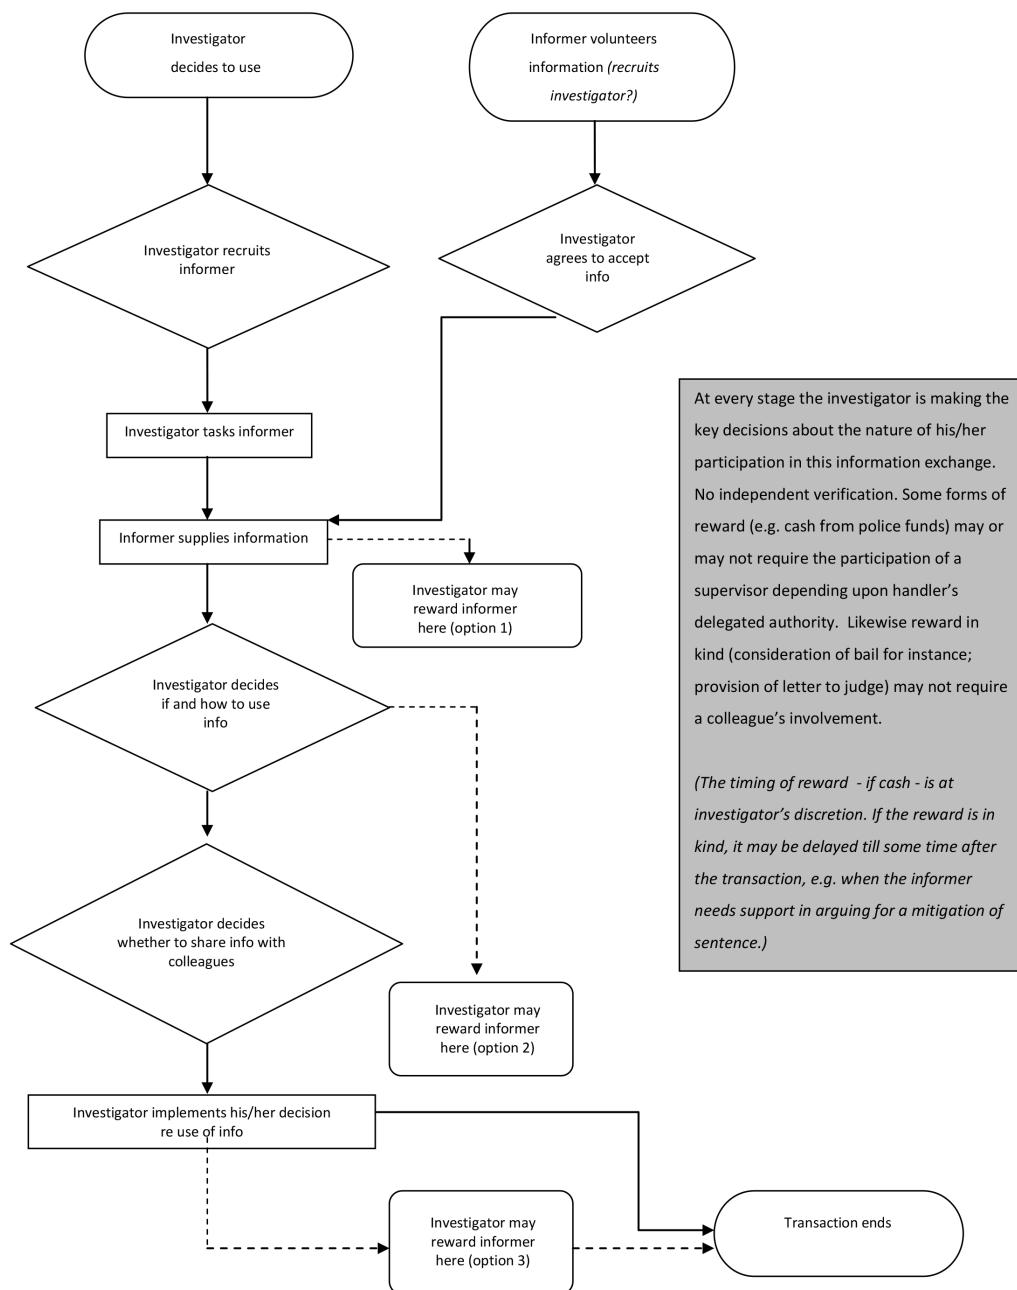 Investigator
decides to use
Informer volunteers
information (recruits
investigator?)
Investigator recruits
informer
Investigator
agrees to accept
info
Investigator tasks informer
Informer supplies information
Investigator may
reward informer
here (option 1)
Investigator decides
if and how to use
info
Investigator decides
whether to share info with
colleagues
Investigator may
reward informer
here (option 2)
Investigator implements his/her decision
re use of info
Investigator may
reward informer
here (option 3)
Transaction ends
At every stage the investigator is making the
key decisions about the nature of his/her
participation in this information exchange.
No independent verification. Some forms of
reward (e.g. cash from police funds) may or
may not require the participation of a
supervisor depending upon handler’s
delegated authority.  Likewise reward in
kind (consideration of bail for instance;
provision of letter to judge) may not require
a colleague’s involvement.
(The timing of reward  - if cash - is at
investigator’s discretion. If the reward is in
kind, it may be delayed till some time after
the transaction, e.g. when the informer
needs support in arguing for a mitigation of
sentence.)